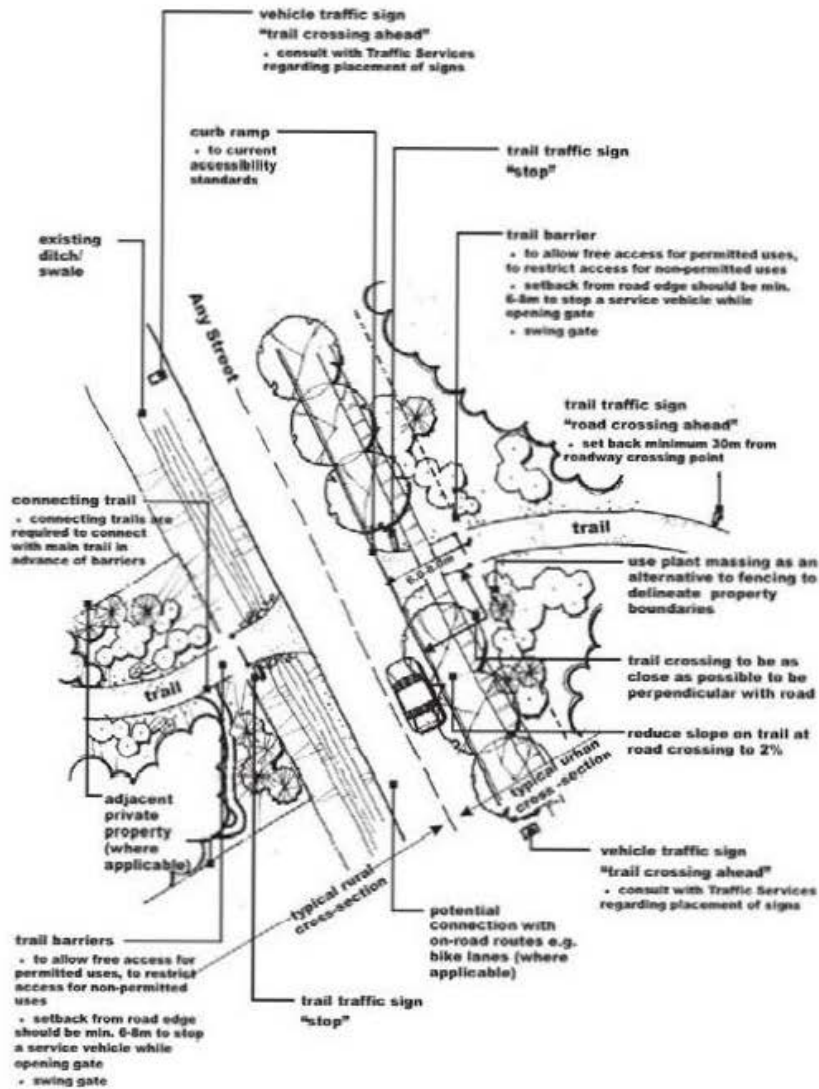 vehicle traffic sign
"trail crossing ahead"
• consult with Traffic Services
regarding placement of signs
curb ramp
• to current
accessibility
standards
trail traffic sign
"stop"
existing
ditch/
swale
trail barrier
• to allow free access for permitted uses,
to restrict access for non-permitted uses
• setback from road edge should be min.
6-8m to stop a service vehicle while
opening gate
• swing gate
Any Street
trail traffic sign
"road crossing ahead"
• set back minimum 30m from
roadway crossing point
connecting trail
• connecting trails are
required to connect
with main trail in
advance of barriers
trail
6.0-8.0m
use plant massing as an
alternative to fencing to
delineate property
boundaries
trail
trail crossing to be as
close as possible to be
perpendicular with road
reduce slope on trail at
road crossing to 2%
typical urban
cross-section
adjacent
private
property
(where
applicable)
vehicle traffic sign
"trail crossing ahead"
• consult with Traffic Services
regarding placement of signs
typical rural
cross-section
potential
connection with
on-road routes e.g.
bike lanes (where
applicable)
trail barriers
• to allow free access for
permitted uses, to restrict
access for non-permitted
uses
• setback from road edge
should be min. 6-8m to stop
a service vehicle while
opening gate
• swing gate
trail traffic sign
"stop"